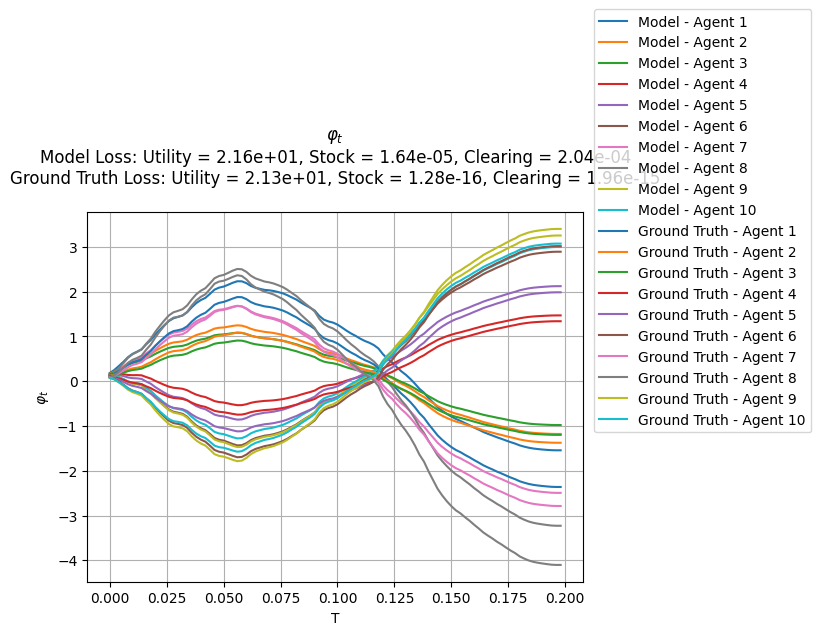 φₜ
Model Loss: Utility = 2.16e+01, Stock = 1.64e-05, Clearing = 2.04e-04
Ground Truth Loss: Utility = 2.13e+01, Stock = 1.28e-16, Clearing = 1.96e-15
Model - Agent 1
Model - Agent 2
Model - Agent 3
Model - Agent 4
Model - Agent 5
Model - Agent 6
Model - Agent 7
Model - Agent 8
Model - Agent 9
Model - Agent 10
Ground Truth - Agent 1
Ground Truth - Agent 2
Ground Truth - Agent 3
Ground Truth - Agent 4
Ground Truth - Agent 5
Ground Truth - Agent 6
Ground Truth - Agent 7
Ground Truth - Agent 8
Ground Truth - Agent 9
Ground Truth - Agent 10
φₜ
3
2
1
0
−1
−2
−3
−4
0.000 0.025 0.050 0.075 0.100 0.125 0.150 0.175 0.200
T